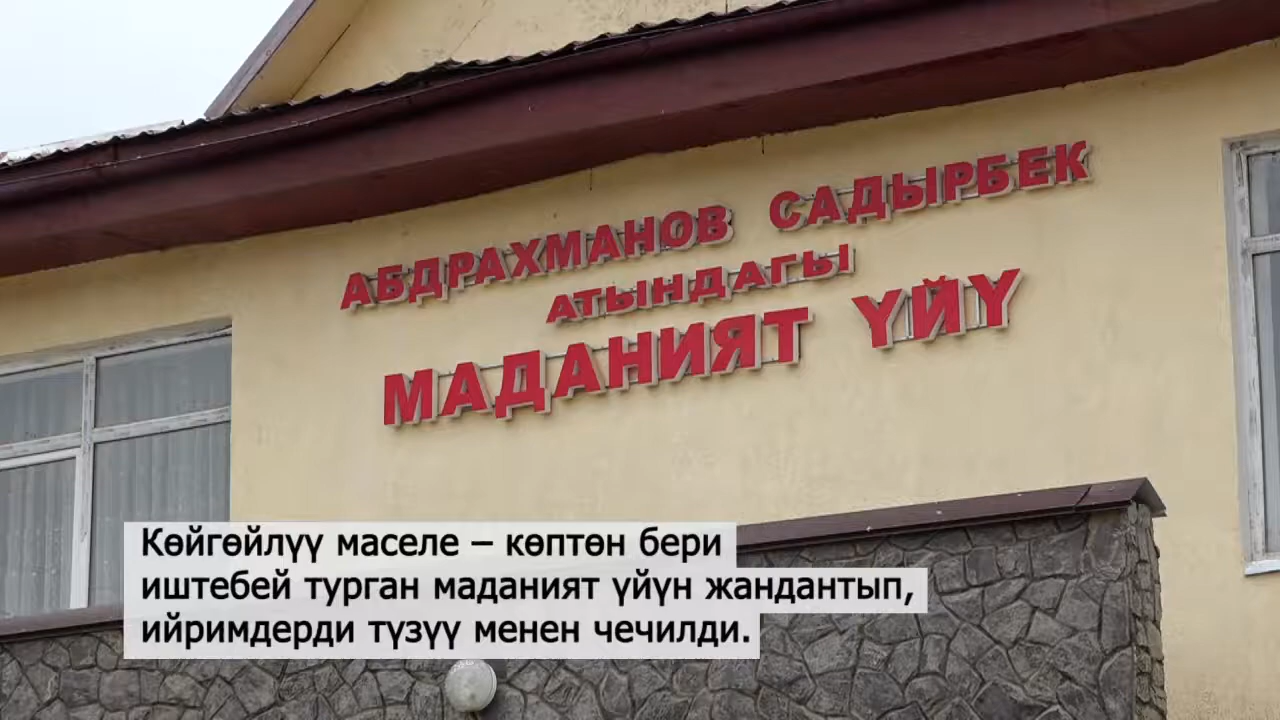 АБДРАХМАНОВ САДЫРБЕК
АТЫНДАГЫ
МАДАНИЯТ ҮЙҮ
Көйгөйлүү маселе – көптөн бери
иштебей турган маданият үйүн жандантып,
ийримдерди түзүү менен чечилди.